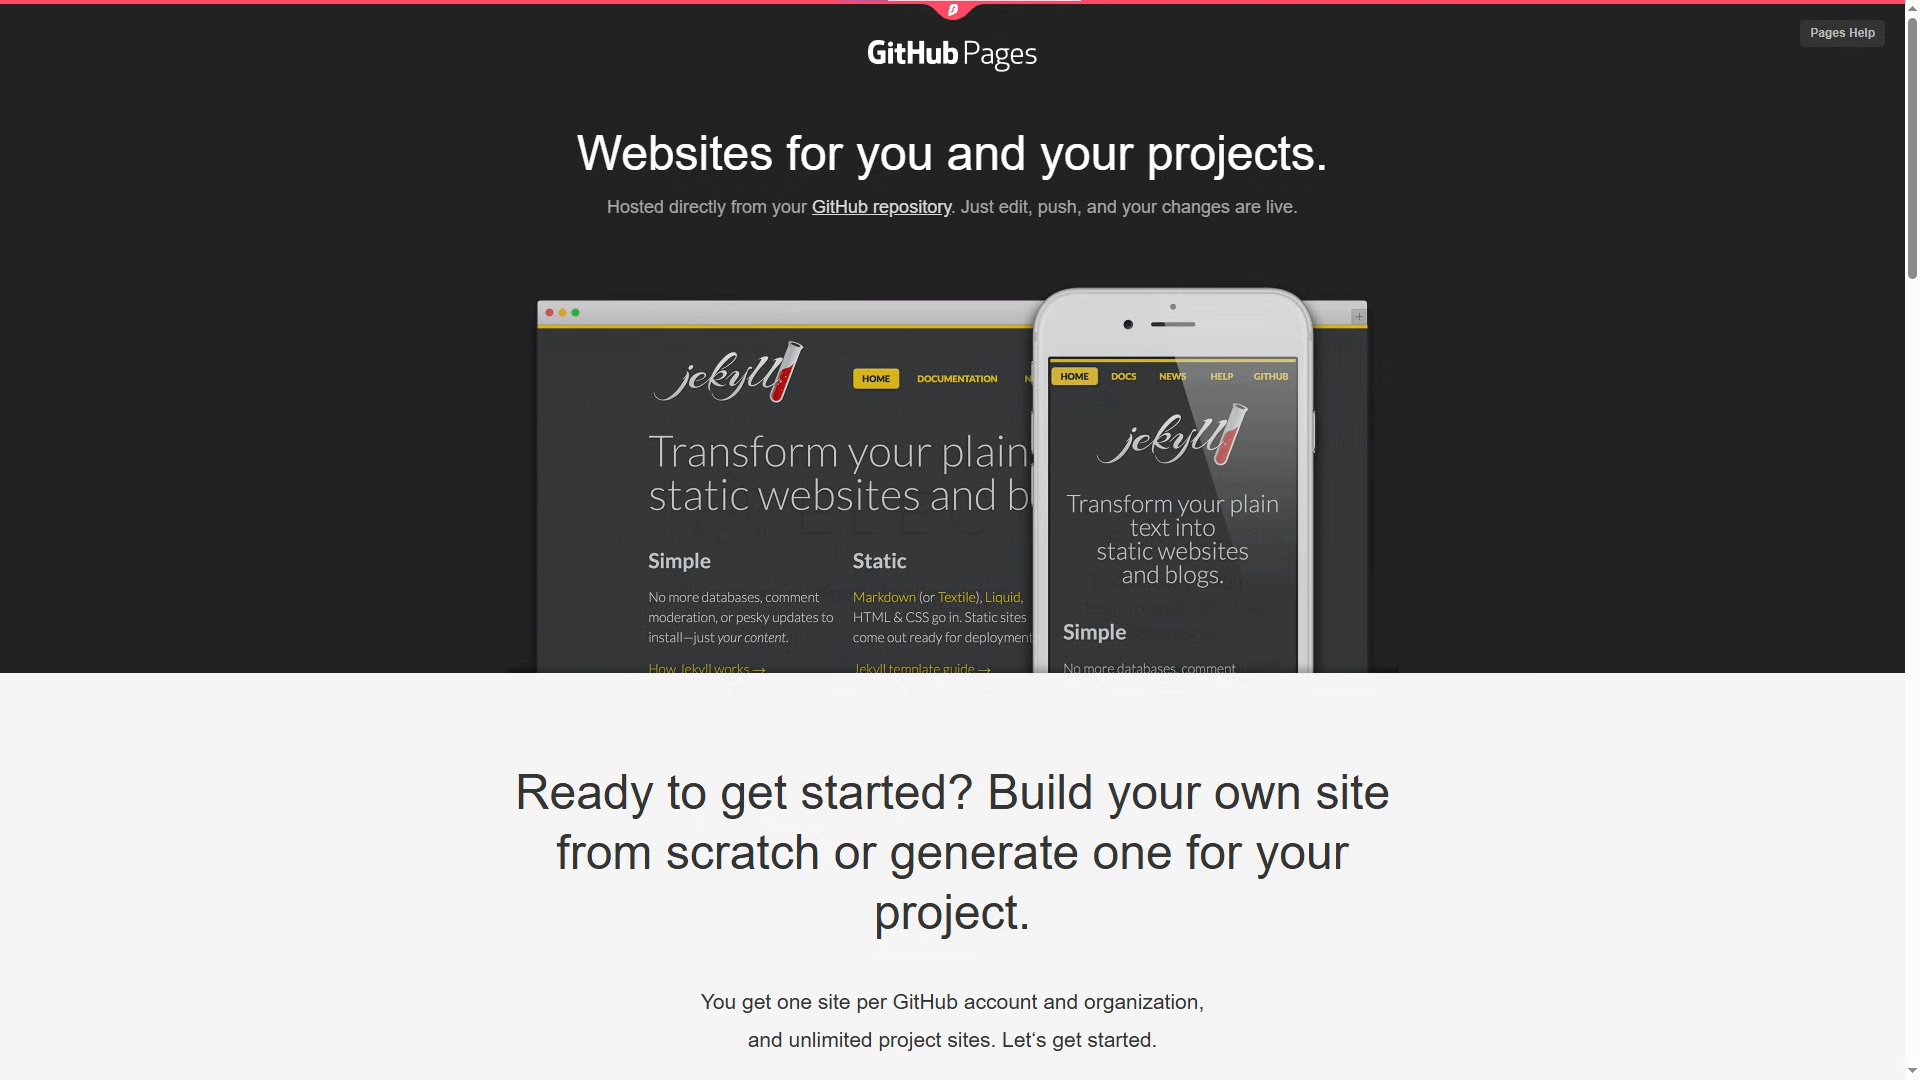 GitHub Pages
Pages Help
Websites for you and your projects.
Hosted directly from your GitHub repository. Just edit, push, and your changes are live.
jekyll
HOME DOCUMENTATION N
Transform your plain
static websites and b
Simple
No more databases, comment
moderation, or pesky updates to
install—just your content.
How Jekyll works →
Static
Markdown (or Textile), Liquid,
HTML & CSS go in. Static sites
come out ready for deployment
Jekyll template guide →
HOME DOCS NEWS HELP GITHUB
jekyll
Transform your plain
text into
static websites
and blogs.
Simple
No more databases, comment
Ready to get started? Build your own site
from scratch or generate one for your
project.
You get one site per GitHub account and organization,
and unlimited project sites. Let‘s get started.